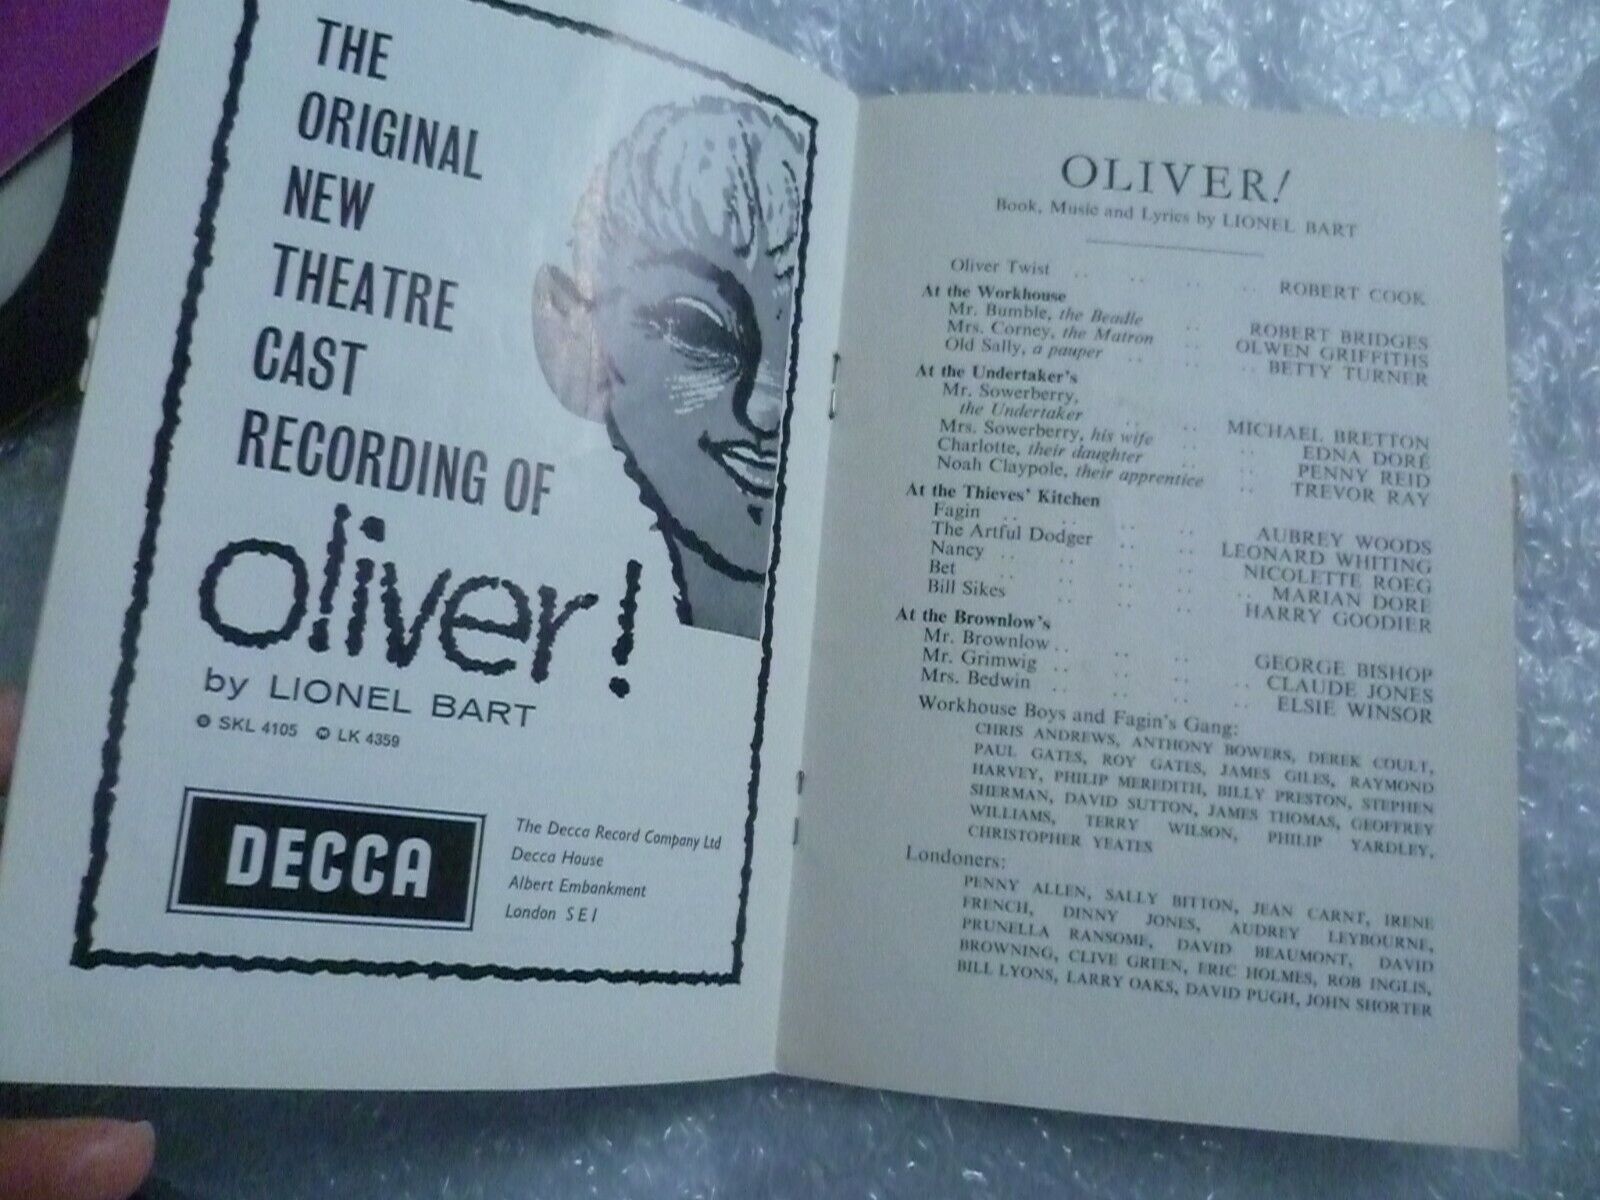 THE
ORIGINAL
NEW
THEATRE
CAST
RECORDING OF
oliver!
by LIONEL BART
SKL 4105 LK 4359
DECCA
The Decca Record Company Ltd
Decca House
Albert Embankment
London SE1
OLIVER!
Book, Music and Lyrics by LIONEL BART
Oliver Twist .. .. .. .. ROBERT COOK
At the Workhouse
Mr. Bumble, the Beadle .. ROBERT BRIDGES
Mrs. Corney, the Matron .. OLWEN GRIFFITHS
Old Sally, a pauper .. .. .. BETTY TURNER
At the Undertaker's
Mr. Sowerberry,
the Undertaker .. .. MICHAEL BRETTON
Mrs. Sowerberry, his wife .. .. EDNA DORÉ
Charlotte, their daughter .. .. PENNY REID
Noah Claypole, their apprentice .. TREVOR RAY
At the Thieves' Kitchen
Fagin .. .. .. .. AUBREY WOODS
The Artful Dodger .. .. LEONARD WHITING
Nancy .. .. .. .. NICOLETTE ROEG
Bet .. .. .. .. MARIAN DORE
Bill Sikes .. .. .. HARRY GOODIER
At the Brownlow's
Mr. Brownlow .. .. .. GEORGE BISHOP
Mr. Grimwig .. .. .. CLAUDE JONES
Mrs. Bedwin .. .. .. ELSIE WINSOR
Workhouse Boys and Fagin's Gang:
CHRIS ANDREWS, ANTHONY BOWERS, DEREK COULT,
PAUL GATES, ROY GATES, JAMES GILES, RAYMOND
HARVEY, PHILIP MEREDITH, BILLY PRESTON, STEPHEN
SHERMAN, DAVID SUTTON, JAMES THOMAS, GEOFFREY
WILLIAMS, TERRY WILSON, PHILIP YARDLEY,
CHRISTOPHER YEATES
Londoners:
PENNY ALLEN, SALLY BITTON, JEAN CARNT, IRENE
FRENCH, DINNY JONES, AUDREY LEYBOURNE,
PRUNELLA RANSOME, DAVID BEAUMONT, DAVID
BROWNING, CLIVE GREEN, ERIC HOLMES, ROB INGLIS,
BILL LYONS, LARRY OAKS, DAVID PUGH, JOHN SHORTER